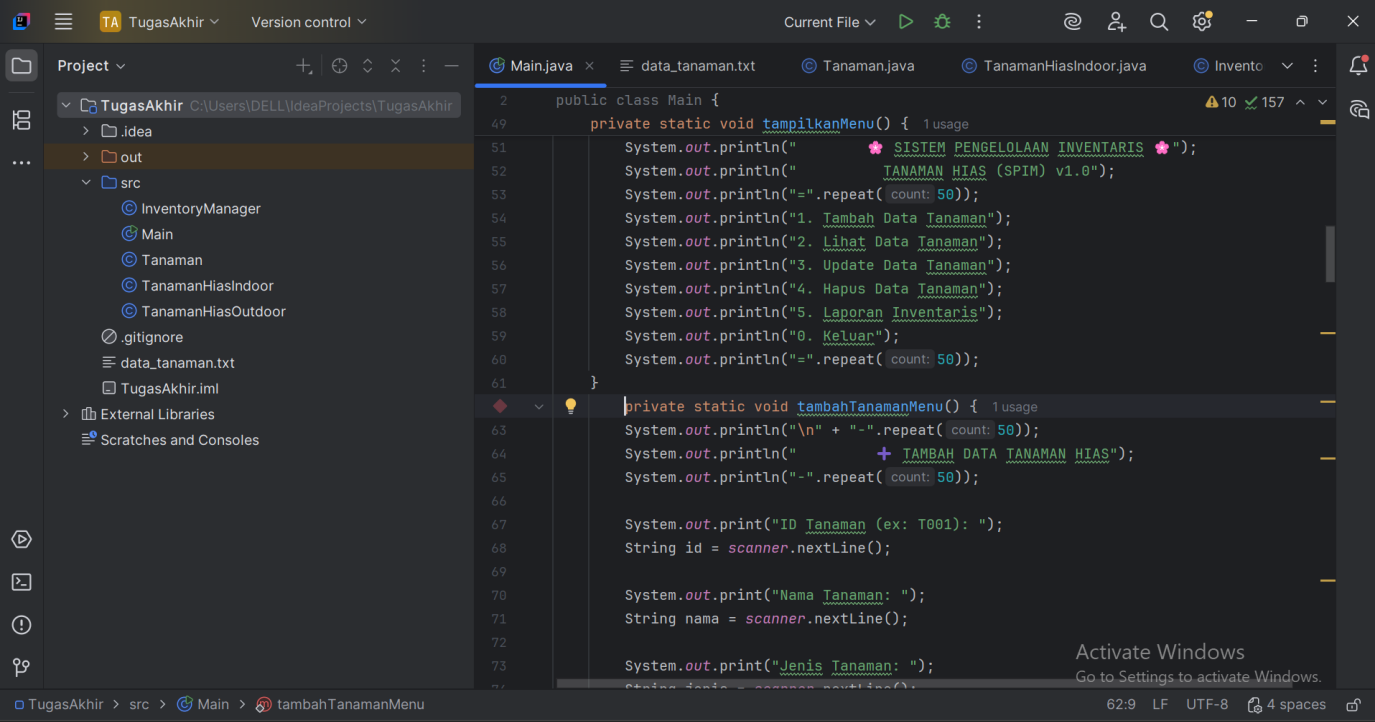 TA TugasAkhir Version control Current File
Project
Main.java data_tanaman.txt Tanaman.java TanamanHiasIndoor.java Invento
TugasAkhir C:\Users\DELL\IdeaProjects\TugasAkhir
.idea
out
src
InventoryManager
Main
Tanaman
TanamanHiasIndoor
TanamanHiasOutdoor
.gitignore
data_tanaman.txt
TugasAkhir.iml
External Libraries
Scratches and Consoles
10 157
2 public class Main {
49 private static void tampilkanMenu() { 1 usage
51 System.out.println("        🌸 SISTEM PENGELOLAAN INVENTARIS 🌸");
52 System.out.println("          TANAMAN HIAS (SPIM) v1.0");
53 System.out.println("=".repeat( count: 50));
54 System.out.println("1. Tambah Data Tanaman");
55 System.out.println("2. Lihat Data Tanaman");
56 System.out.println("3. Update Data Tanaman");
57 System.out.println("4. Hapus Data Tanaman");
58 System.out.println("5. Laporan Inventaris");
59 System.out.println("0. Keluar");
60 System.out.println("=".repeat( count: 50));
61 }
private static void tambahTanamanMenu() { 1 usage
63 System.out.println("\n" + "-".repeat( count: 50));
64 System.out.println("          ➕ TAMBAH DATA TANAMAN HIAS");
65 System.out.println("-".repeat( count: 50));
66
67 System.out.print("ID Tanaman (ex: T001): ");
68 String id = scanner.nextLine();
69
70 System.out.print("Nama Tanaman: ");
71 String nama = scanner.nextLine();
72
73 System.out.print("Jenis Tanaman: ");
Activate Windows
Go to Settings to activate Windows.
TugasAkhir > src > Main > tambahTanamanMenu 62:9 LF UTF-8 4 spaces